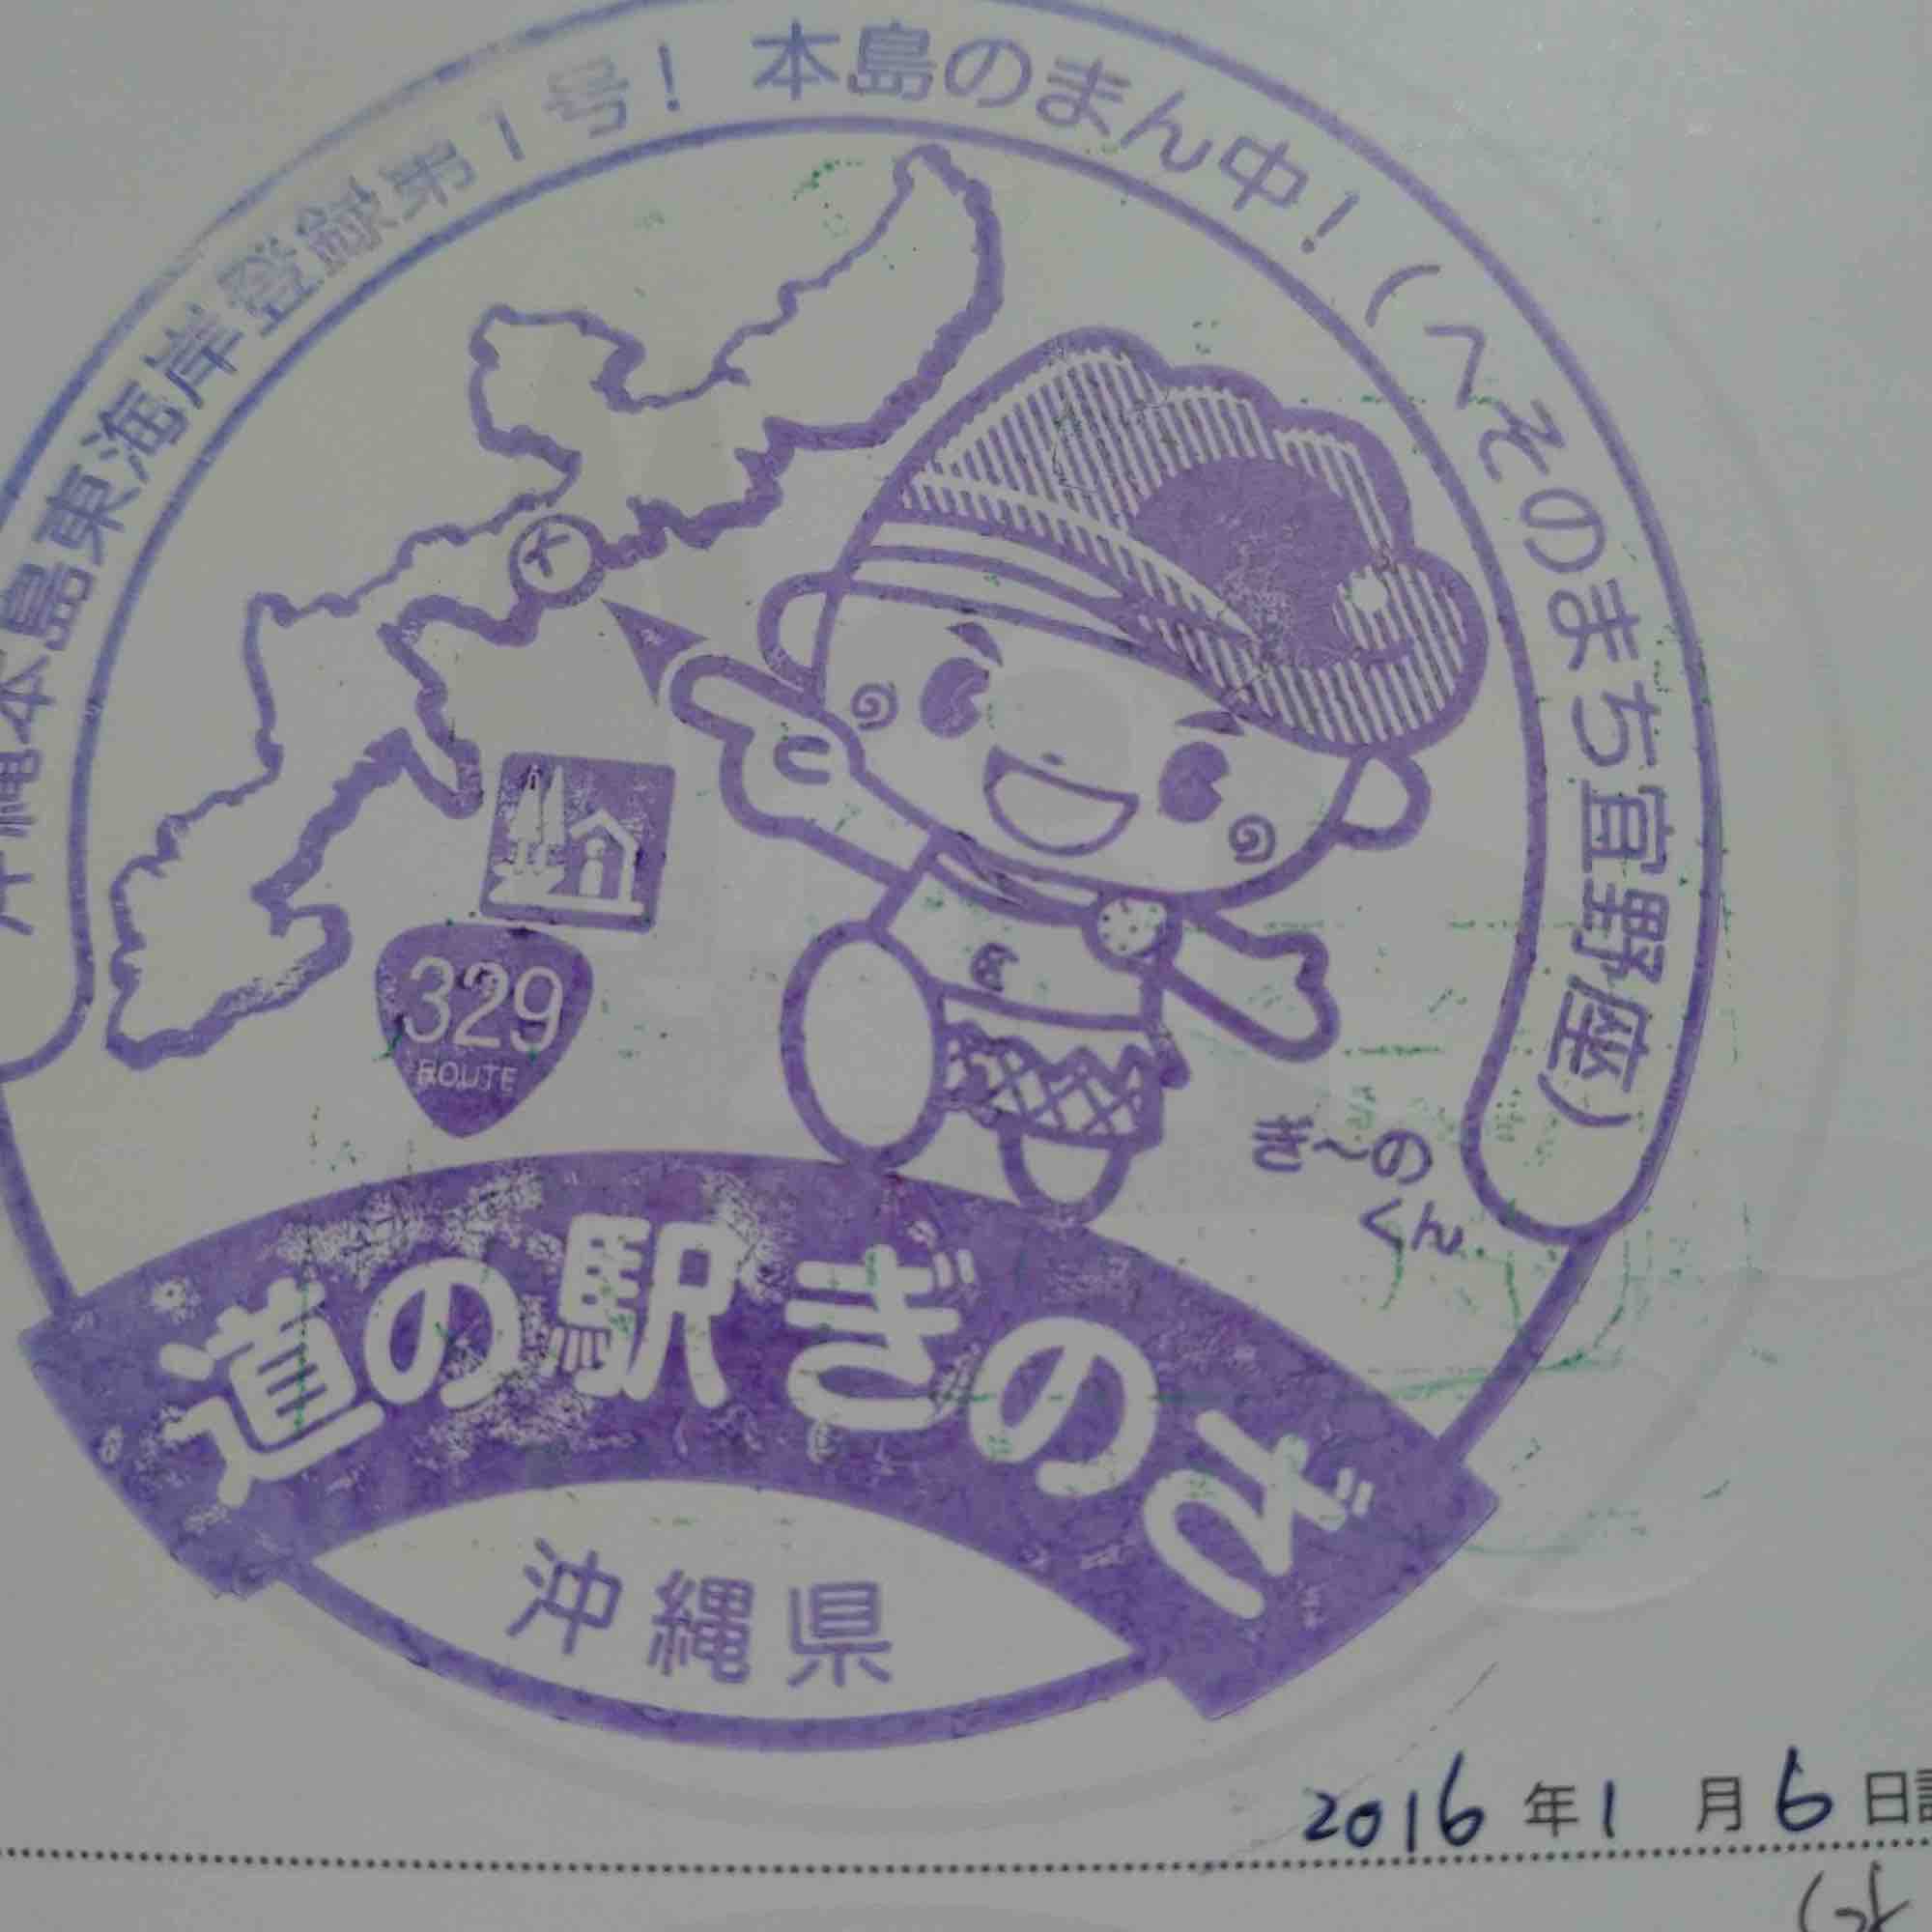 沖縄本島東海岸登録第1号! 本島のまん中! (へそのまち宜野座)
329
ROUTE
ぎ～の
くん
道の駅ぎのざ
沖縄県
2016年1月6日